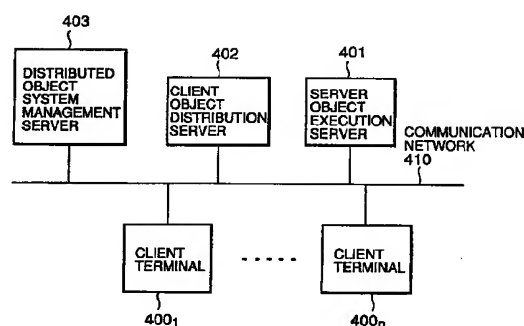 403
402
401
DISTRIBUTED
OBJECT
SYSTEM
MANAGEMENT
SERVER
CLIENT
OBJECT
DISTRIBUTION
SERVER
SERVER
OBJECT
EXECUTION
SERVER
COMMUNICATION
NETWORK
410
CLIENT
TERMINAL
.....
CLIENT
TERMINAL
400₁
400ₙ